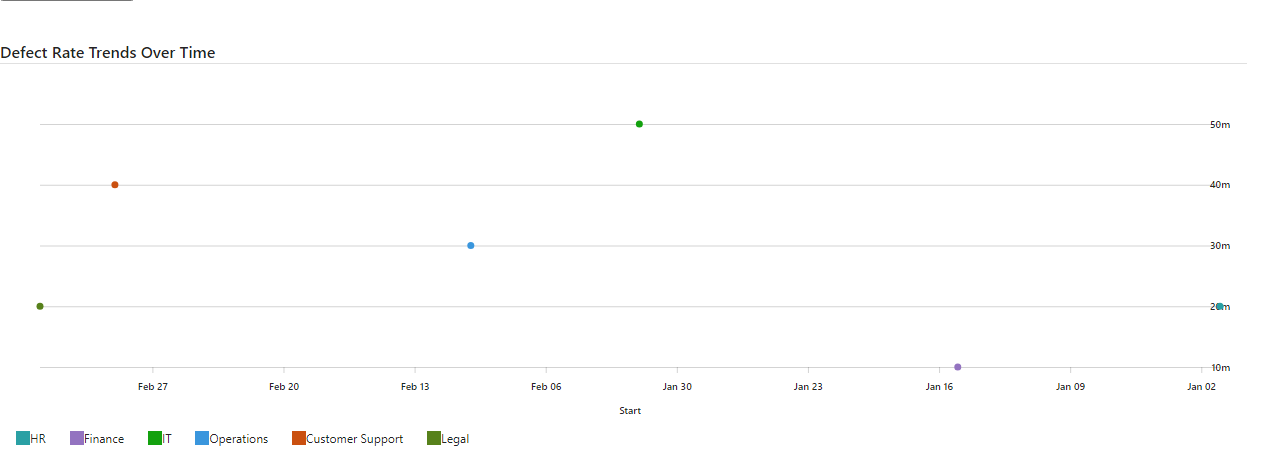 Defect Rate Trends Over Time
50m
40m
30m
20m
10m
Feb 27 Feb 20 Feb 13 Feb 06 Jan 30 Jan 23 Jan 16 Jan 09 Jan 02
Start
HR Finance IT Operations Customer Support Legal